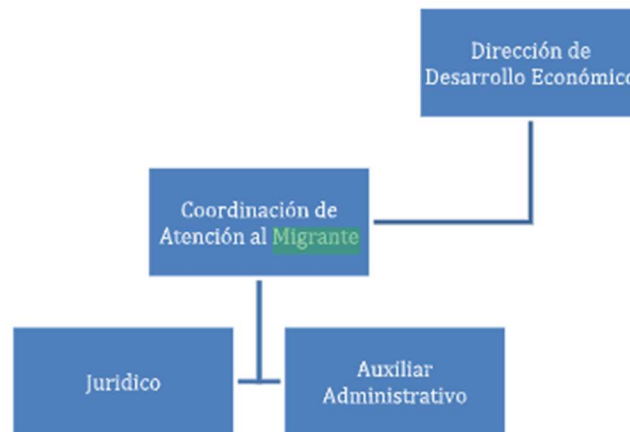 Dirección de
Desarrollo Económico
Coordinación de
Atención al Migrante
Juridico
Auxiliar
Administrativo